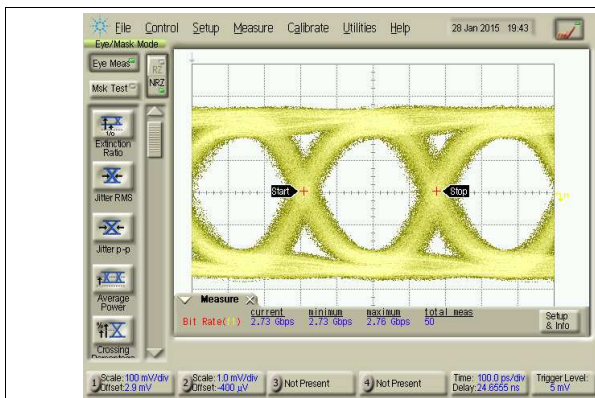 File Control Setup Measure Calibrate Utilities Help 28 Jan 2015 19:43
Eye/Mask Mode
Eye Meas
RZ
NRZ
Msk Test
1/0
Extinction
Ratio
Jitter RMS
Jitter p-p
Average
Power
Crossing
Start
Stop
Measure
current minimum maximum total meas
Bit Rate( ) 2.73 Gbps 2.73 Gbps 2.76 Gbps 50
Setup
& Info
1 Scale: 100 mV/div
Offset:2.9 mV
2 Scale:1.0 mV/div
Offset:-400 µV
3 Not Present
4 Not Present
Time: 100.0 ps/div
Delay:24.6555 ns
Trigger Level:
5 mV